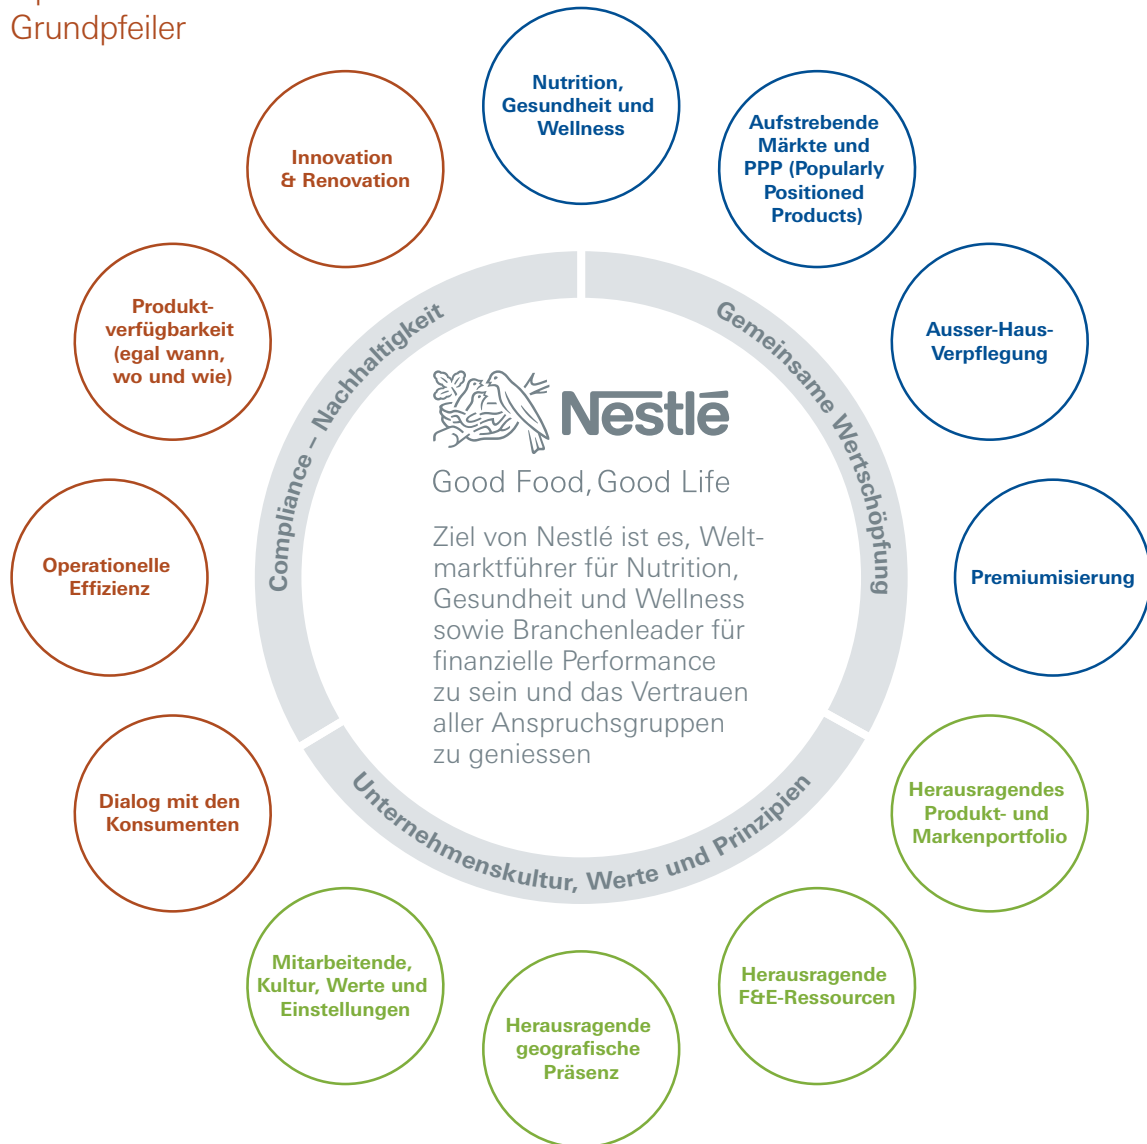 Grundpfeiler
Nutrition,
Gesundheit und
Wellness
Aufstrebende
Märkte und
PPP (Popularly
Positioned
Products)
Ausser-Haus-
Verpflegung
Premiumisierung
Herausragendes
Produkt- und
Markenportfolio
Herausragende
F&E-Ressourcen
Herausragende
geografische
Präsenz
Mitarbeitende,
Kultur, Werte und
Einstellungen
Dialog mit den
Konsumenten
Operationelle
Effizienz
Produkt-
verfügbarkeit
(egal wann,
wo und wie)
Innovation
& Renovation
Compliance – Nachhaltigkeit
Gemeinsame Wertschöpfung
Unternehmenskultur, Werte und Prinzipien
Nestlé
Good Food, Good Life
Ziel von Nestlé ist es, Welt-
marktführer für Nutrition,
Gesundheit und Wellness
sowie Branchenleader für
finanzielle Performance
zu sein und das Vertrauen
aller Anspruchsgruppen
zu geniessen